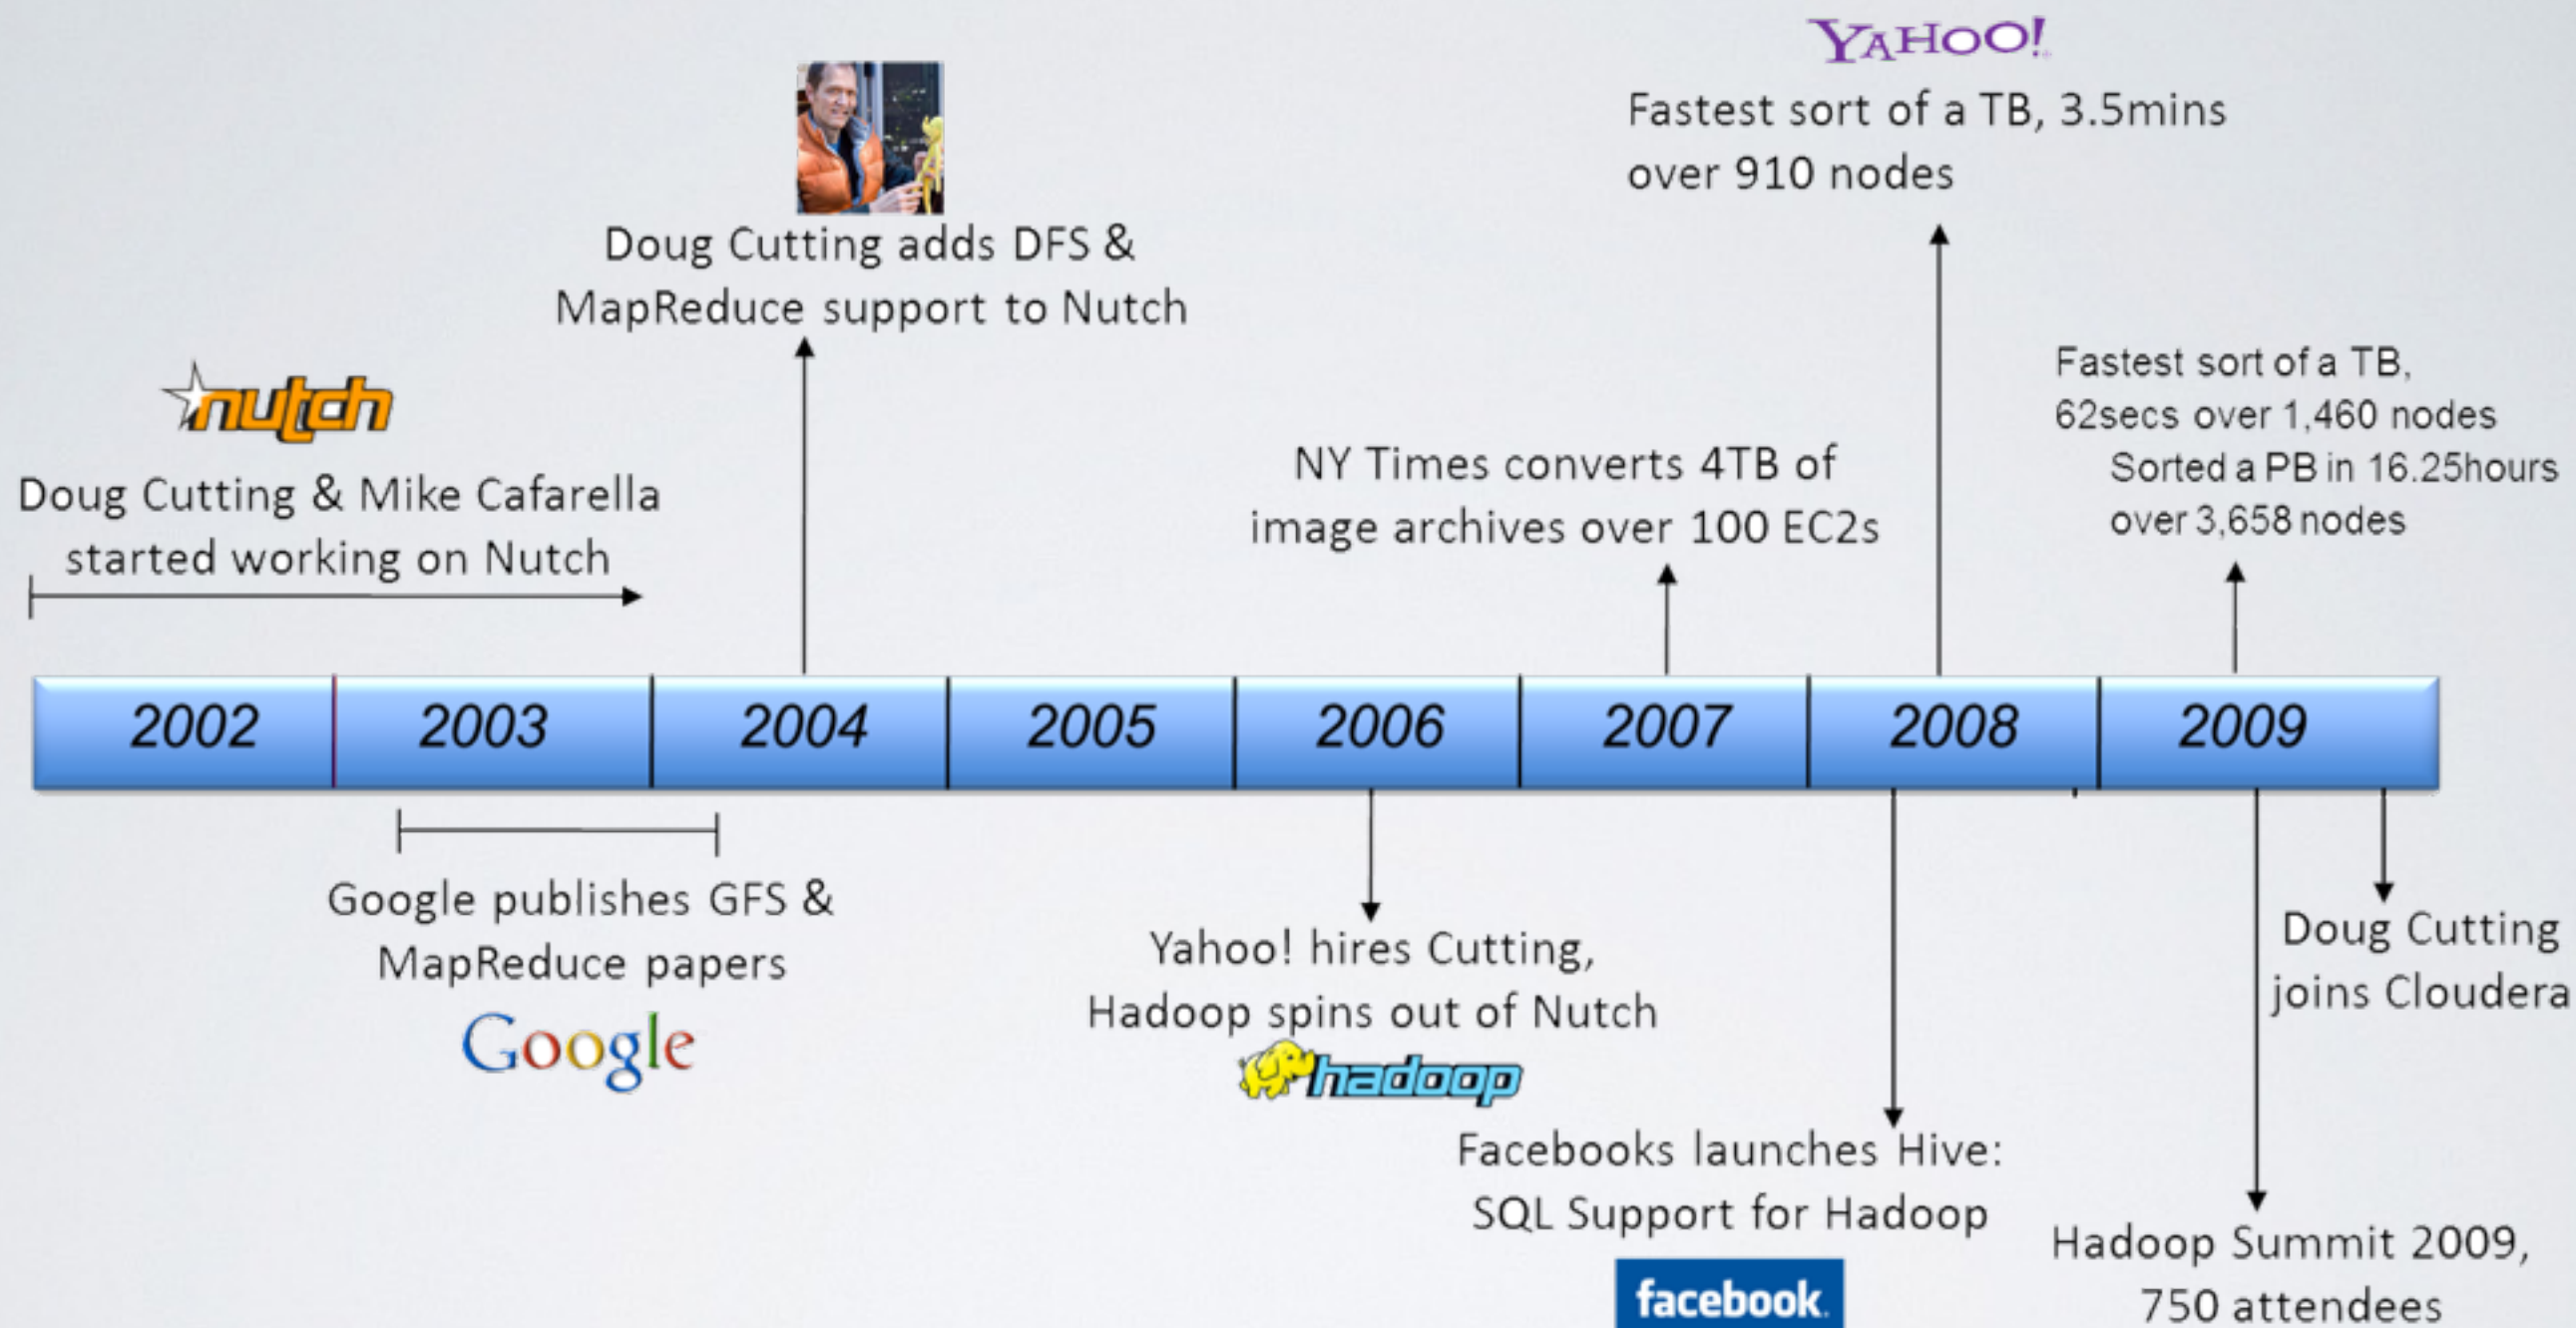 YAHOO!
Fastest sort of a TB, 3.5mins
over 910 nodes
Doug Cutting adds DFS &
MapReduce support to Nutch
nutch
Doug Cutting & Mike Cafarella
started working on Nutch
NY Times converts 4TB of
image archives over 100 EC2s
Fastest sort of a TB,
62secs over 1,460 nodes
Sorted a PB in 16.25hours
over 3,658 nodes
2002 2003 2004 2005 2006 2007 2008 2009
Google publishes GFS &
MapReduce papers
Google
Yahoo! hires Cutting,
Hadoop spins out of Nutch
hadoop
Facebooks launches Hive:
SQL Support for Hadoop
facebook.
Doug Cutting
joins Cloudera
Hadoop Summit 2009,
750 attendees